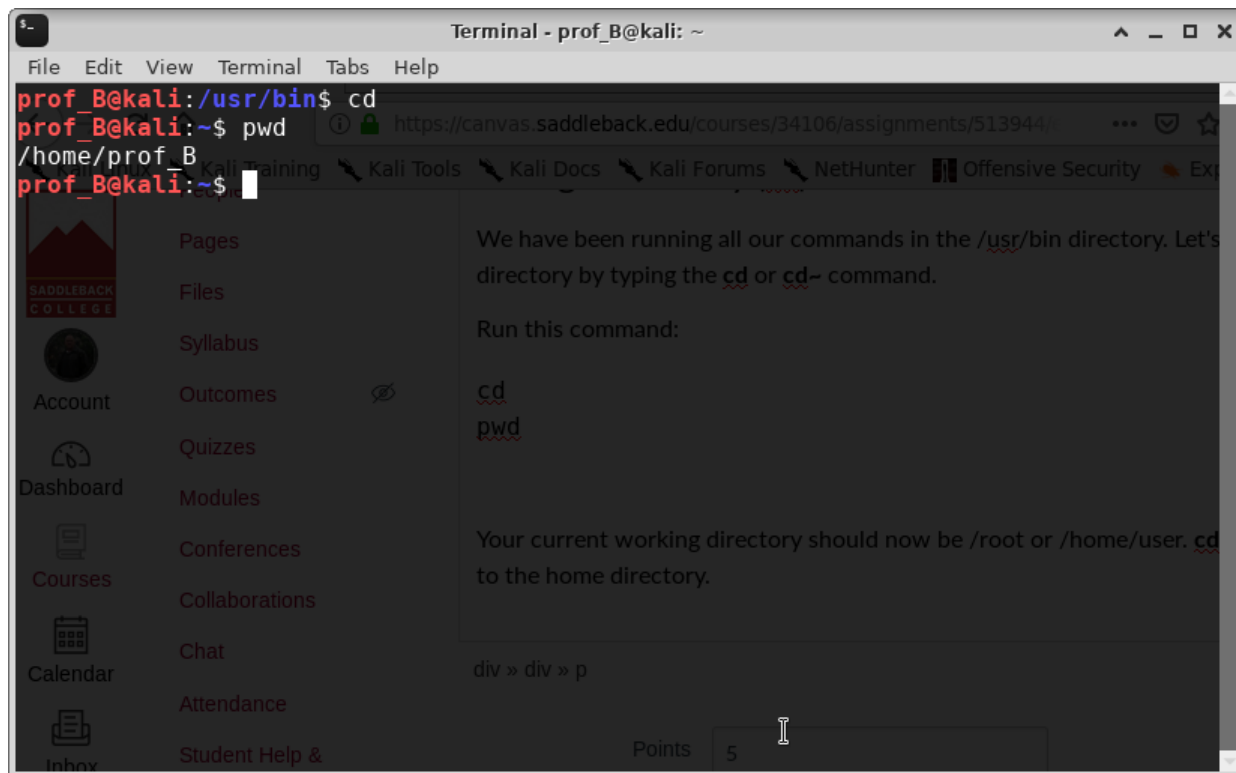 Terminal - prof_B@kali: ~
File Edit View Terminal Tabs Help
prof_B@kali:/usr/bin$ cd
prof_B@kali:~$ pwd
/home/prof_B
prof_B@kali:~$
https://canvas.saddleback.edu/courses/34106/assignments/513944/
Kali Linux Kali Training Kali Tools Kali Docs Kali Forums NetHunter Offensive Security Exp
SADDLEBACK
COLLEGE
Account
Dashboard
Courses
Calendar
Inbox
People
Pages
Files
Syllabus
Outcomes
Quizzes
Modules
Conferences
Collaborations
Chat
Attendance
Student Help &
We have been running all our commands in the /usr/bin directory. Let's
directory by typing the cd or cd~ command.
Run this command:
cd
pwd
Your current working directory should now be /root or /home/user. cd
to the home directory.
div » div » p
Points 5